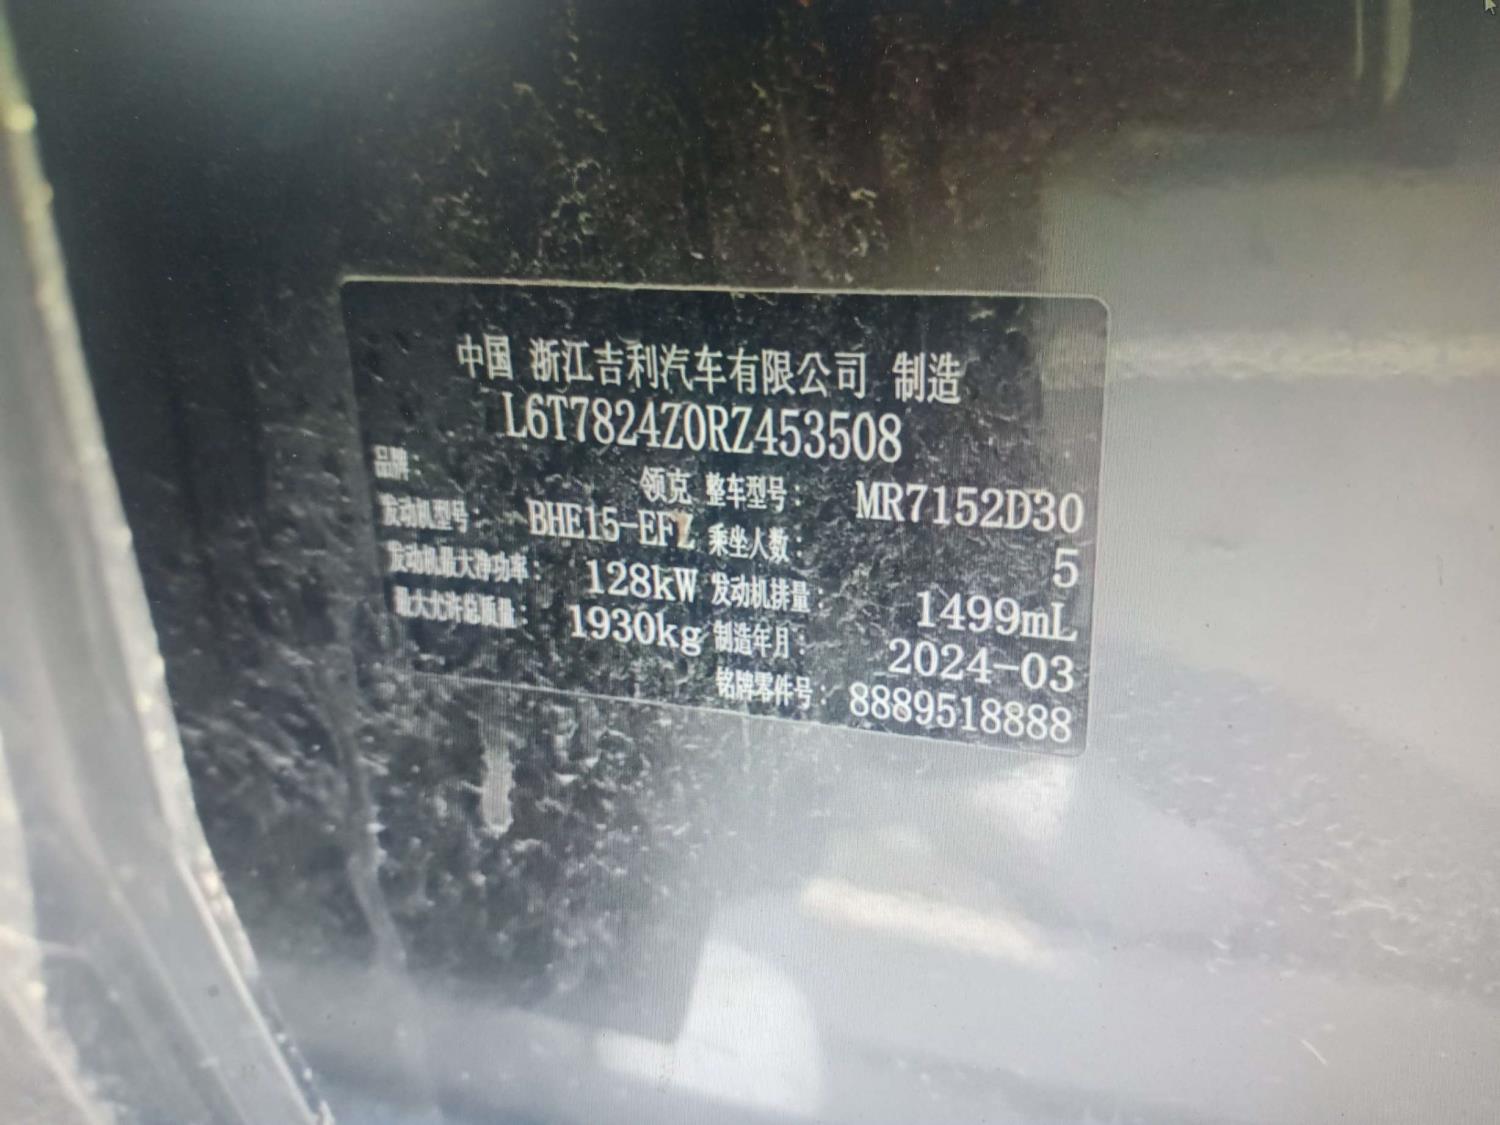 中国 浙江吉利汽车有限公司 制造
L6T7824Z0RZ453508
品牌： 领克 整车型号： MR7152D30
发动机型号： BHE15-EFZ 乘坐人数： 5
发动机最大净功率： 128kW 发动机排量： 1499mL
最大允许总质量： 1930kg 制造年月： 2024-03
铭牌零件号： 8889518888